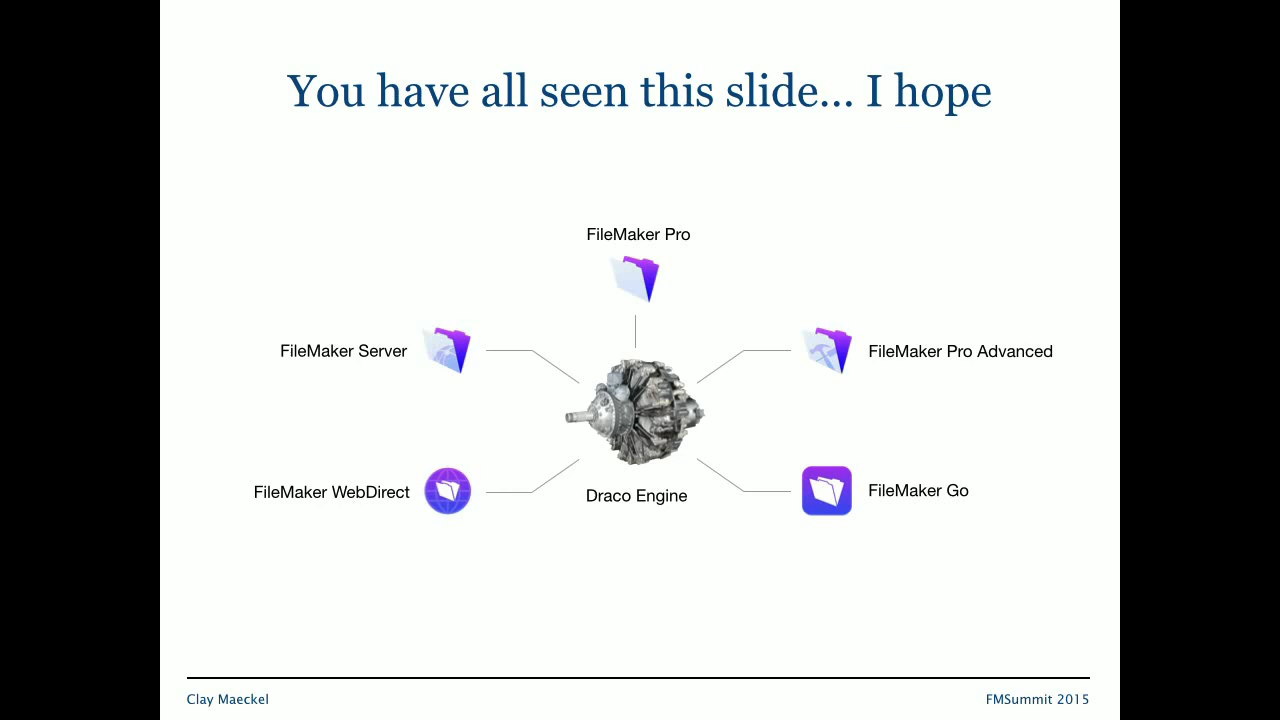 You have all seen this slide... I hope
FileMaker Pro
FileMaker Server
FileMaker Pro Advanced
FileMaker WebDirect
FileMaker Go
Draco Engine
Clay Maeckel
FMSummit 2015